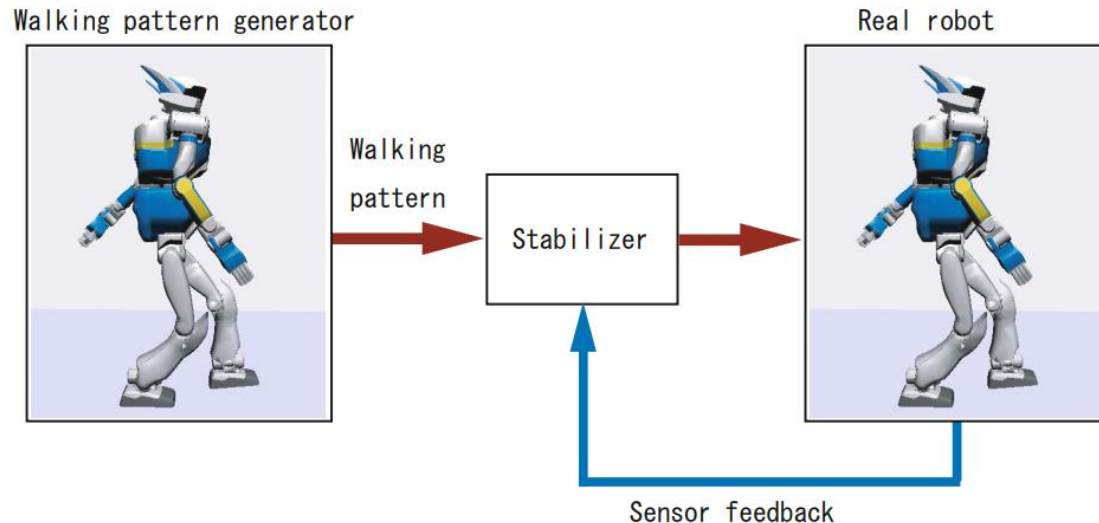 Walking pattern generator
Real robot
Walking
pattern
Stabilizer
Sensor feedback